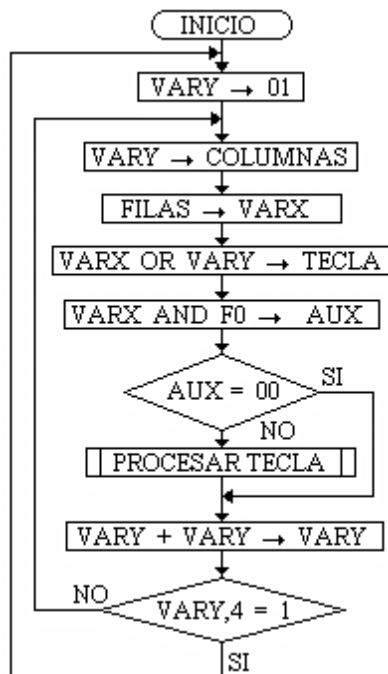 INICIO
VARY → 01
VARY → COLUMNAS
FILAS → VARX
VARX OR VARY → TECLA
VARX AND F0 → AUX
SI
AUX = 00
NO
PROCESAR TECLA
VARY + VARY → VARY
NO
VARY,4 = 1
SI